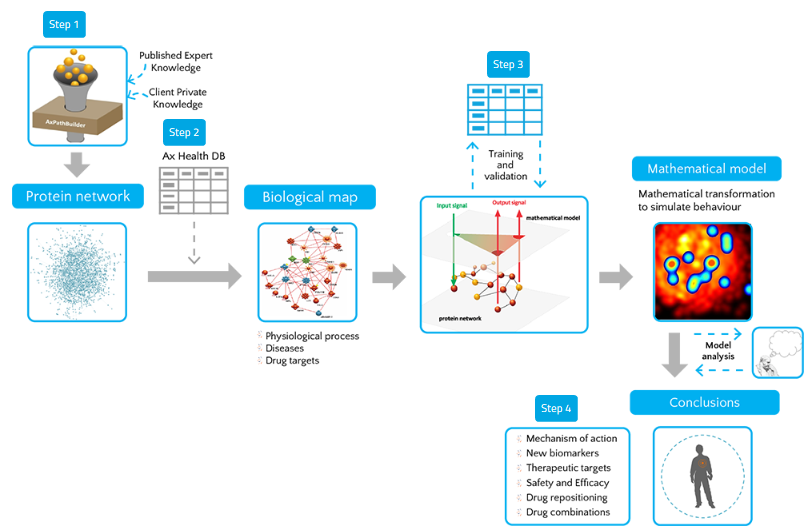 Step 1
Published Expert
Knowledge
Client Private
Knowledge
AxPathBuilder
Protein network
Step 2
Ax Health DB
Biological map
Physiological process
Diseases
Drug targets
Step 3
Training
and
validation
Input signal
Output signal
mathematical model
protein network
Mathematical model
Mathematical transformation
to simulate behaviour
Model
analysis
Conclusions
Step 4
Mechanism of action
New biomarkers
Therapeutic targets
Safety and Efficacy
Drug repositioning
Drug combinations